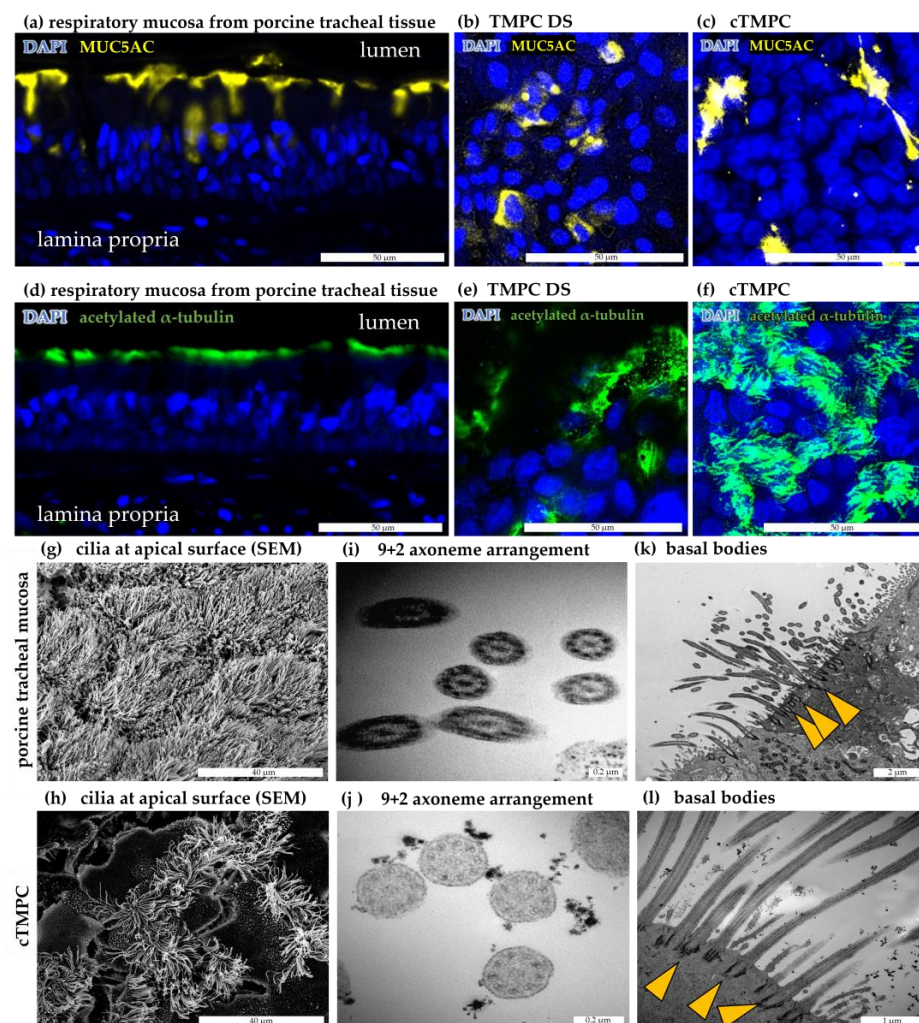 (a) respiratory mucosa from porcine tracheal tissue
(b) TMPC DS
(c) cTMPC
DAPI MUC5AC
lumen
lamina propria
50 µm
DAPI MUC5AC
50 µm
DAPI MUC5AC
50 µm
(d) respiratory mucosa from porcine tracheal tissue
(e) TMPC DS
(f) cTMPC
DAPI acetylated α-tubulin
lumen
lamina propria
50 µm
DAPI acetylated α-tubulin
50 µm
DAPI acetylated α-tubulin
50 µm
(g) cilia at apical surface (SEM)
(i) 9+2 axoneme arrangement
(k) basal bodies
porcine tracheal mucosa
40 µm
0.2 µm
2 µm
(h) cilia at apical surface (SEM)
(j ) 9+2 axoneme arrangement
(l) basal bodies
cTMPC
40 µm
0.2 µm
1 µm